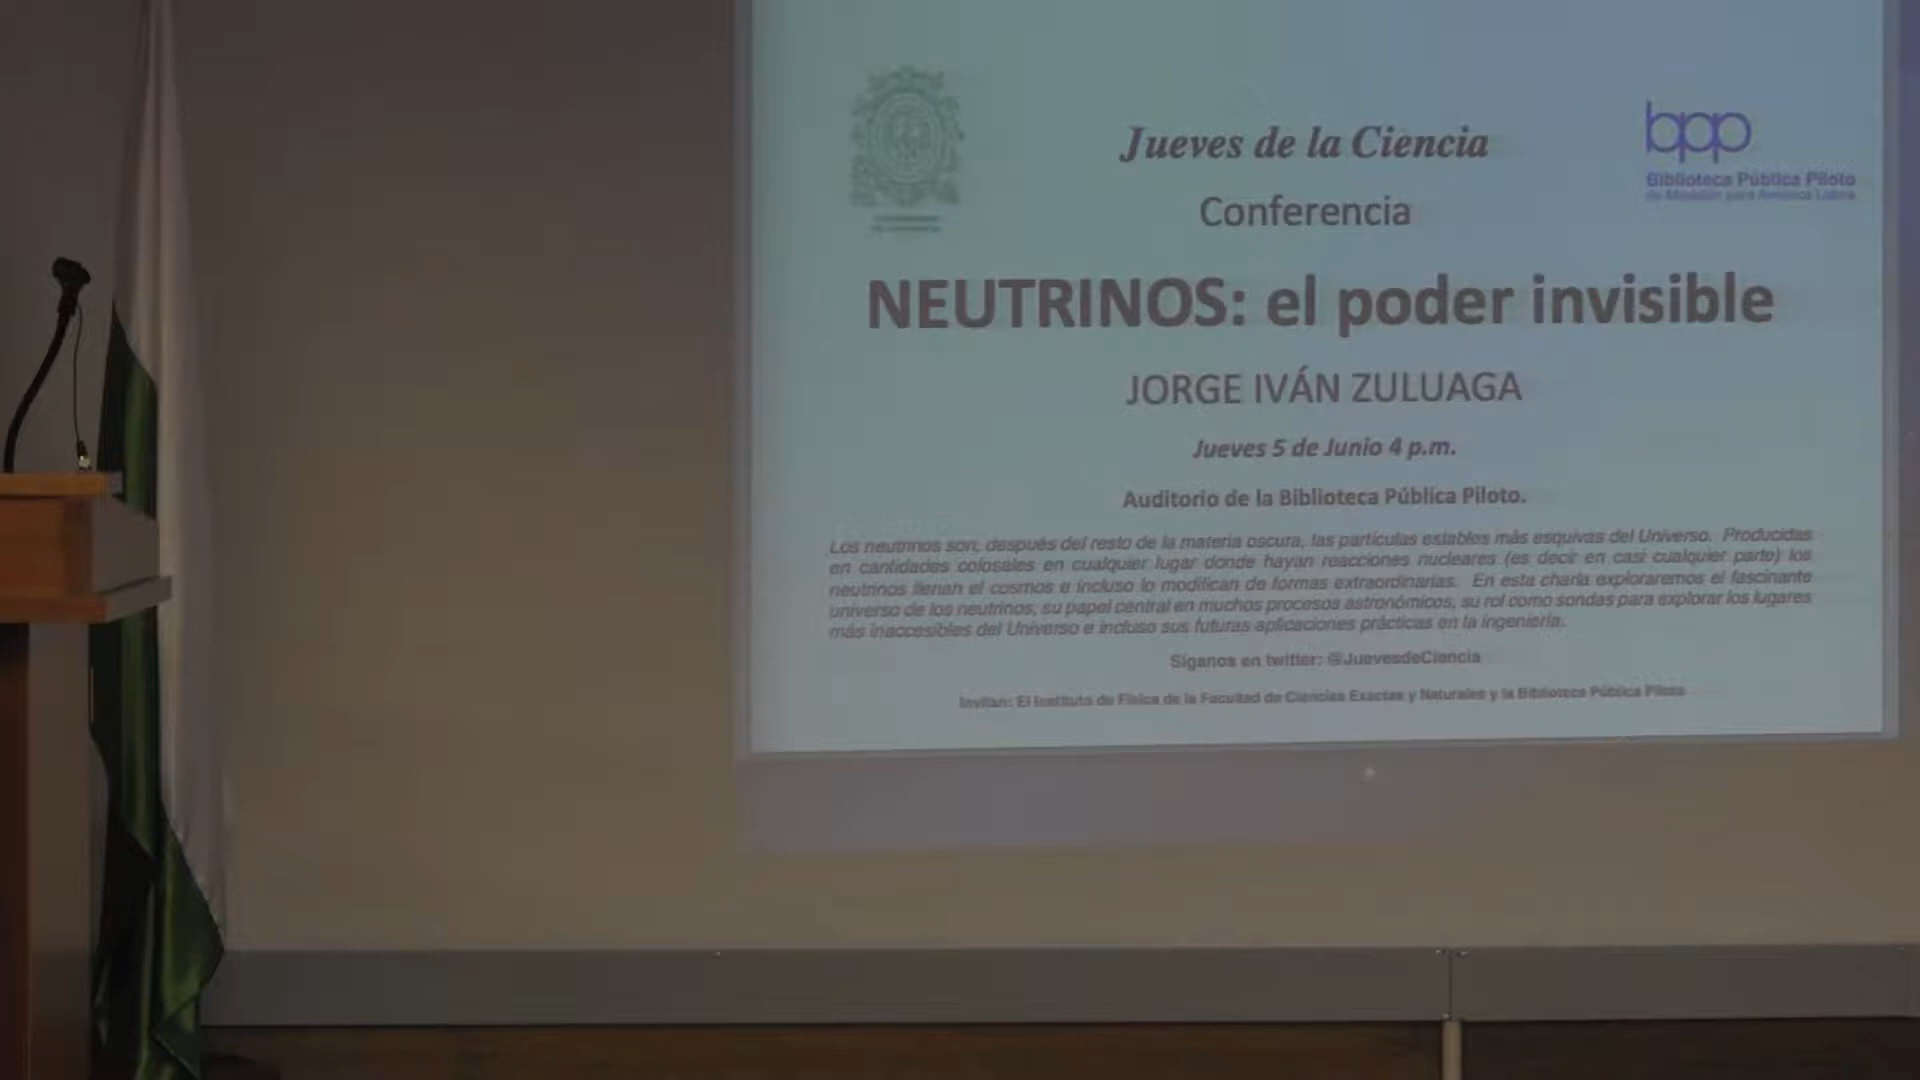 Jueves de la Ciencia
bpp
Biblioteca Pública Piloto
de Medellín para América Latina
Conferencia
NEUTRINOS: el poder invisible
JORGE IVÁN ZULUAGA
Jueves 5 de Junio 4 p.m.
Auditorio de la Biblioteca Pública Piloto.
Los neutrinos son, después del resto de la materia oscura, las partículas estables más esquivas del Universo. Producidas
en cantidades colosales en cualquier lugar donde hayan reacciones nucleares (es decir en casi cualquier parte) los
neutrinos llenan el cosmos e incluso lo modifican de formas extraordinarias. En esta charla exploraremos el fascinante
universo de los neutrinos, su papel central en muchos procesos astronómicos, su rol como sondas para explorar los lugares
más inaccesibles del Universo e incluso sus futuras aplicaciones prácticas en la ingeniería.
Síganos en twitter: @JuevesdeCiencia
Invitan: El Instituto de Física de la Facultad de Ciencias Exactas y Naturales y la Biblioteca Pública Piloto